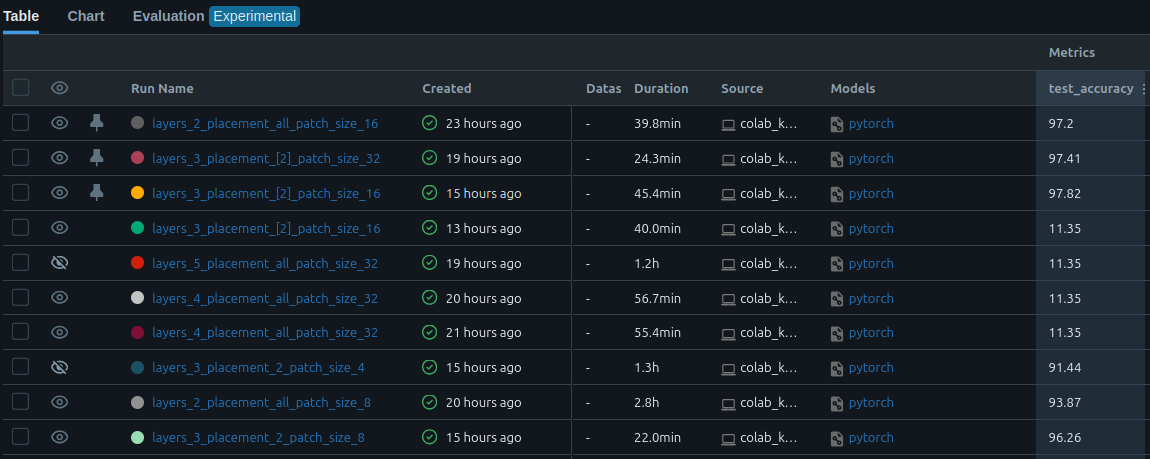 Table Chart Evaluation Experimental
Metrics
Run Name Created Datas Duration Source Models test_accuracy
layers_2_placement_all_patch_size_16 23 hours ago - 39.8min colab_k... pytorch 97.2
layers_3_placement_[2]_patch_size_32 19 hours ago - 24.3min colab_k... pytorch 97.41
layers_3_placement_[2]_patch_size_16 15 hours ago - 45.4min colab_k... pytorch 97.82
layers_3_placement_[2]_patch_size_16 13 hours ago - 40.0min colab_k... pytorch 11.35
layers_5_placement_all_patch_size_32 19 hours ago - 1.2h colab_k... pytorch 11.35
layers_4_placement_all_patch_size_32 20 hours ago - 56.7min colab_k... pytorch 11.35
layers_4_placement_all_patch_size_32 21 hours ago - 55.4min colab_k... pytorch 11.35
layers_3_placement_2_patch_size_4 15 hours ago - 1.3h colab_k... pytorch 91.44
layers_2_placement_all_patch_size_8 20 hours ago - 2.8h colab_k... pytorch 93.87
layers_3_placement_2_patch_size_8 15 hours ago - 22.0min colab_k... pytorch 96.26